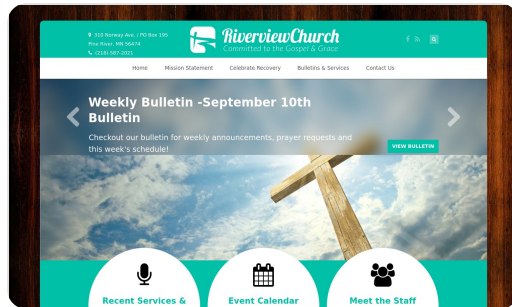 310 Norway Ave. / PO Box 195
Pine River, MN 56474
(218)-587-2021
RiverviewChurch
Committed to the Gospel & Grace
Home Mission Statement Celebrate Recovery Bulletins & Services Contact Us
Weekly Bulletin -September 10th
Bulletin
Checkout our bulletin for weekly announcements, prayer requests and
this week's schedule!
VIEW BULLETIN
Recent Services &
Event Calendar
Meet the Staff